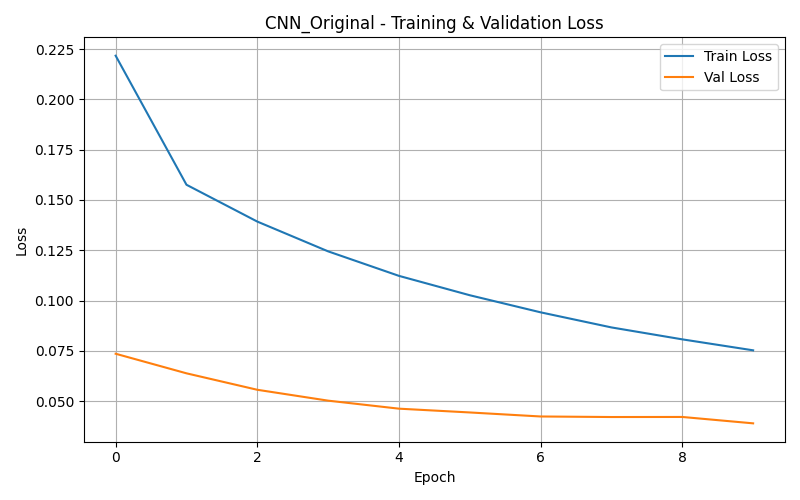 CNN_Original - Training & Validation Loss
Train Loss
Val Loss
0.225
0.200
0.175
0.150
0.125
0.100
0.075
0.050
Loss
0 2 4 6 8
Epoch